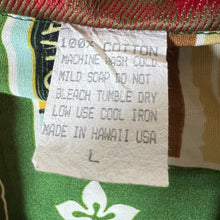 100% COTTON
MACHINE WASH COLD
MILD SOAP DO NOT
BLEACH TUMBLE DRY
LOW USE COOL IRON
MADE IN HAWAII USA
L